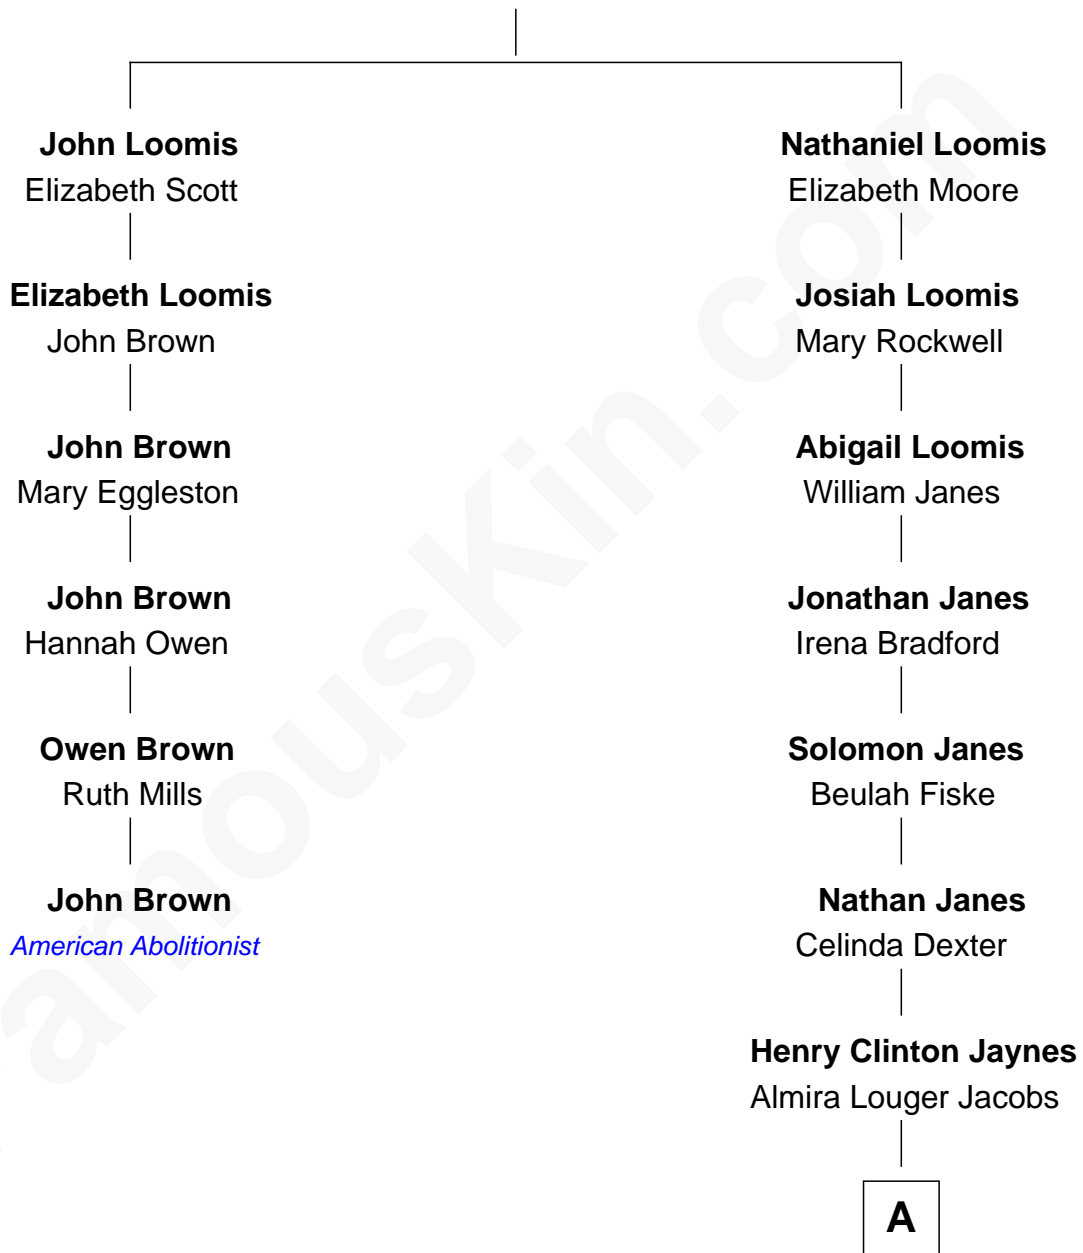 John Loomis
Elizabeth Scott
Elizabeth Loomis
John Brown
John Brown
Mary Eggleston
John Brown
Hannah Owen
Owen Brown
Ruth Mills
John Brown
American Abolitionist
Nathaniel Loomis
Elizabeth Moore
Josiah Loomis
Mary Rockwell
Abigail Loomis
William Janes
Jonathan Janes
Irena Bradford
Solomon Janes
Beulah Fiske
Nathan Janes
Celinda Dexter
Henry Clinton Jaynes
Almira Louger Jacobs
A
amouskin.com